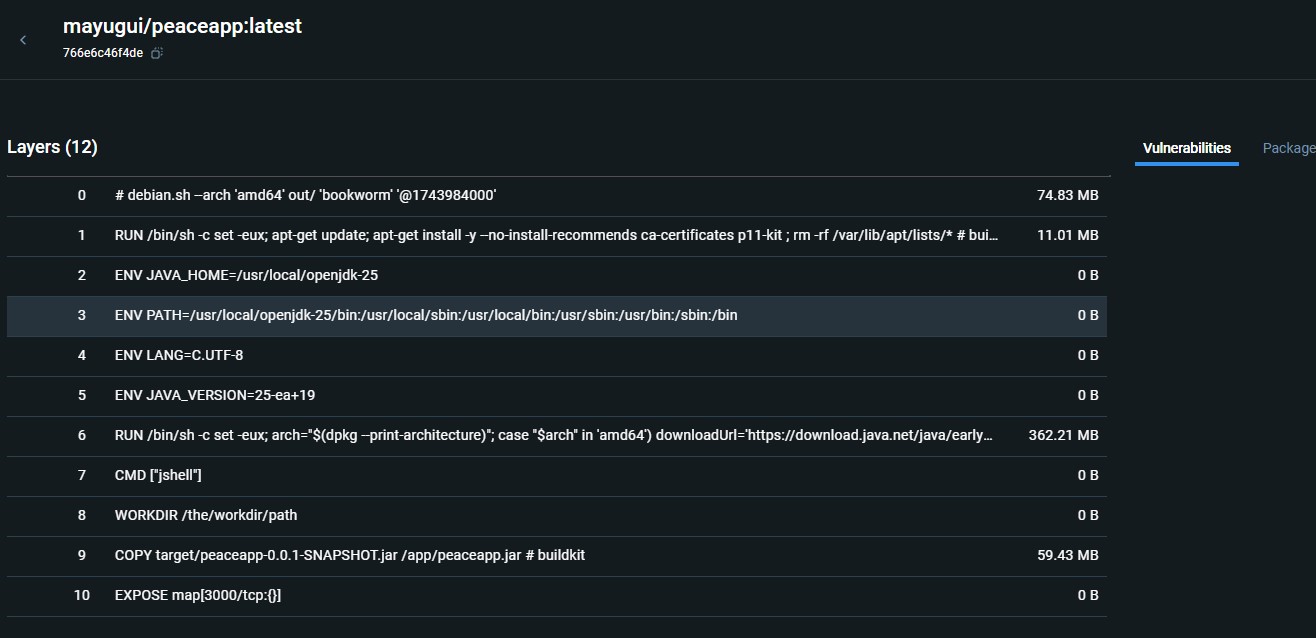 mayugui/peaceapp:latest
766e6c46f4de
Layers (12)
Vulnerabilities Package
0 # debian.sh --arch 'amd64' out/ 'bookworm' '@1743984000' 74.83 MB
1 RUN /bin/sh -c set -eux; apt-get update; apt-get install -y --no-install-recommends ca-certificates p11-kit ; rm -rf /var/lib/apt/lists/* # bui... 11.01 MB
2 ENV JAVA_HOME=/usr/local/openjdk-25 0 B
3 ENV PATH=/usr/local/openjdk-25/bin:/usr/local/sbin:/usr/local/bin:/usr/sbin:/usr/bin:/sbin:/bin 0 B
4 ENV LANG=C.UTF-8 0 B
5 ENV JAVA_VERSION=25-ea+19 0 B
6 RUN /bin/sh -c set -eux; arch="$(dpkg --print-architecture)"; case "$arch" in 'amd64') downloadUrl='https://download.java.net/java/early... 362.21 MB
7 CMD ["jshell"] 0 B
8 WORKDIR /the/workdir/path 0 B
9 COPY target/peaceapp-0.0.1-SNAPSHOT.jar /app/peaceapp.jar # buildkit 59.43 MB
10 EXPOSE map[3000/tcp:{}] 0 B